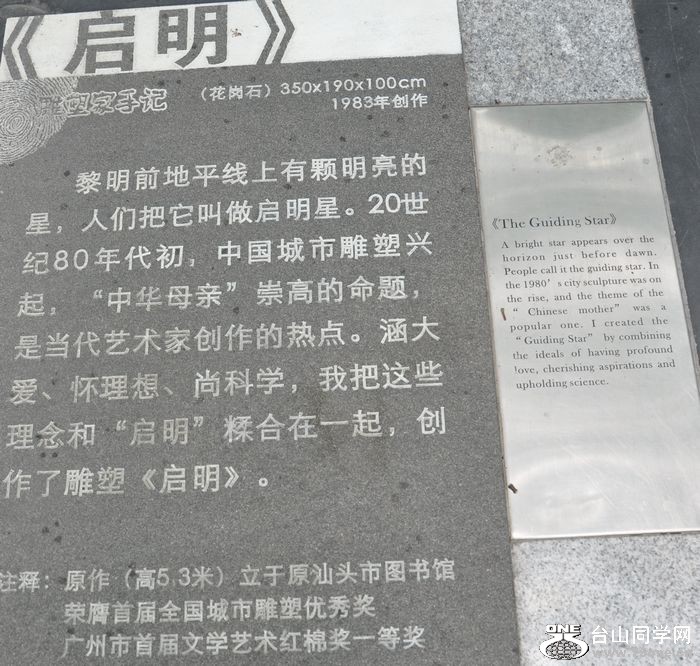 《启明》
雕塑家手记
（花岗石）350x190x100cm
1983年创作
黎明前地平线上有颗明亮的
星，人们把它叫做启明星。20世
纪80年代初，中国城市雕塑兴
起，“中华母亲”崇高的命题，
是当代艺术家创作的热点。涵大
爱、怀理想、尚科学，我把这些
理念和“启明”糅合在一起，创
作了雕塑《启明》。
注释：原作（高5.3米）立于原汕头市图书馆
荣膺首届全国城市雕塑优秀奖
广州市首届文学艺术红棉奖一等奖
《The Guiding Star》
A bright star appears over the
horizon just before dawn.
People call it the guiding star. In
the 1980’s city sculpture was on
the rise, and the theme of the
“ Chinese mother” was a
popular one. I created the
“Guiding Star” by combining
the ideals of having profound
love, cherishing aspirations and
upholding science.
ONE
台山同学网